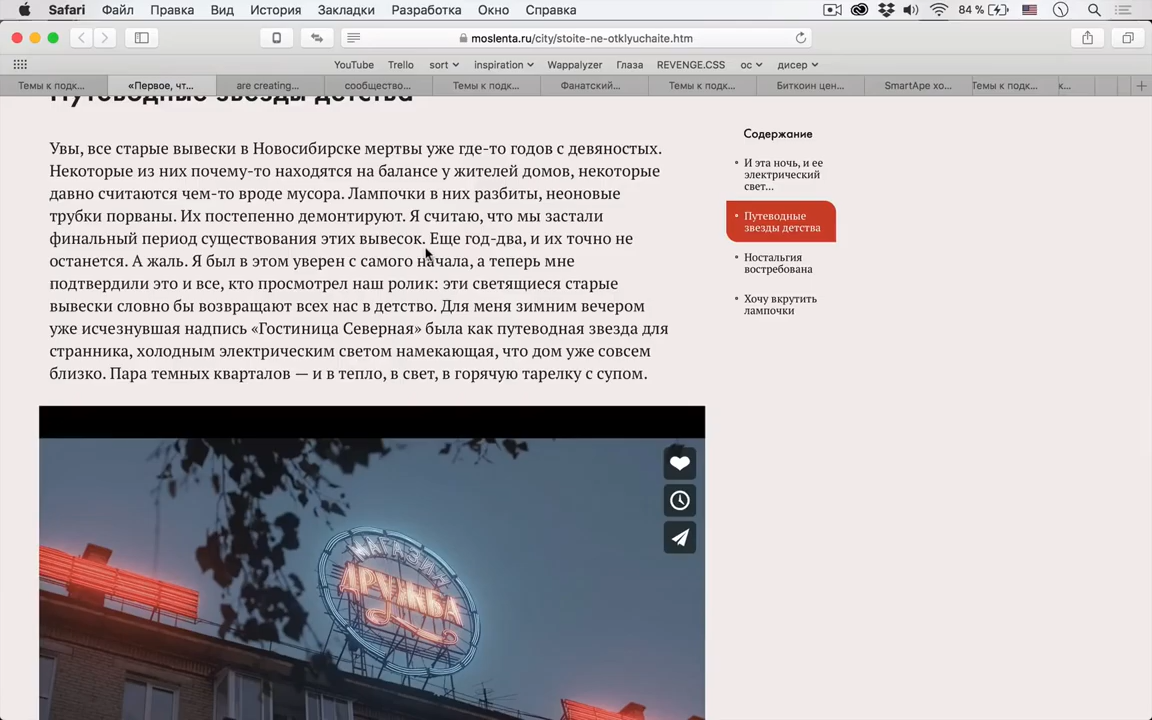 Safari Файл Правка Вид История Закладки Разработка Окно Справка 84 %
moslenta.ru/city/stoite-ne-otklyuchaite.htm
YouTube Trello sort inspiration Wappalyzer Глаза REVENGE.CSS ос дисер
Темы к подк... «Первое, чт... are creating... сообщество... Темы к подк... Фанатский... Темы к подк... Биткоин цен... SmartApe хо... Темы к подк... к...
Путеводные звезды детства
Увы, все старые вывески в Новосибирске мертвы уже где-то годов с девяностых.
Некоторые из них почему-то находятся на балансе у жителей домов, некоторые
давно считаются чем-то вроде мусора. Лампочки в них разбиты, неоновые
трубки порваны. Их постепенно демонтируют. Я считаю, что мы застали
финальный период существования этих вывесок. Еще год-два, и их точно не
останется. А жаль. Я был в этом уверен с самого начала, а теперь мне
подтвердили это и все, кто просмотрел наш ролик: эти светящиеся старые
вывески словно бы возвращают всех нас в детство. Для меня зимним вечером
уже исчезнувшая надпись «Гостиница Северная» была как путеводная звезда для
странника, холодным электрическим светом намекающая, что дом уже совсем
близко. Пара темных кварталов — и в тепло, в свет, в горячую тарелку с супом.
Содержание
И эта ночь, и ее
электрический
свет...
Путеводные
звезды детства
Ностальгия
востребована
Хочу вкрутить
лампочки
МАГАЗИН
ДРУЖБА